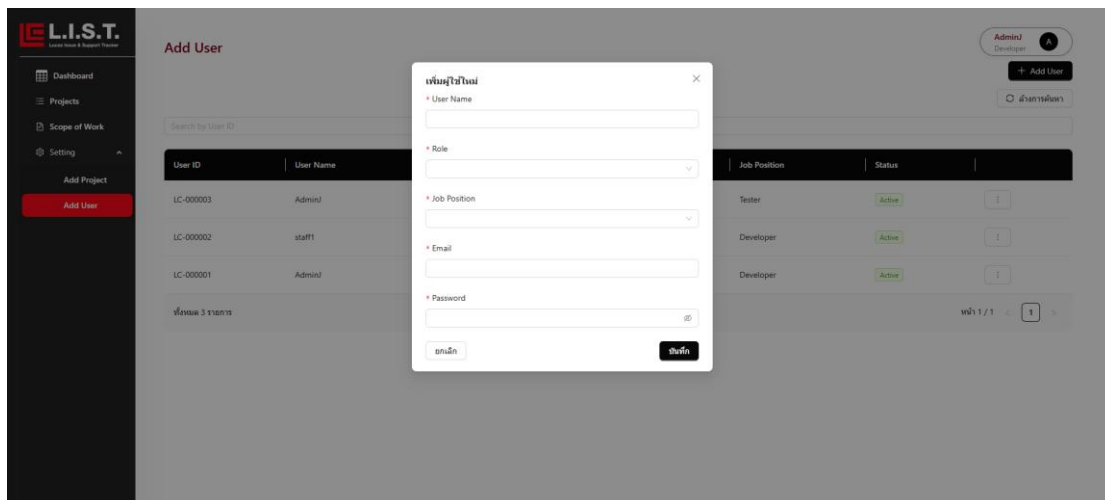 L.I.S.T.
Lucas Issue & Support Tracker
Dashboard
Projects
Scope of Work
Setting
Add Project
Add User
Add User
AdminJ
Developer
A
+ Add User
ล้างการค้นหา
Search by User ID
User ID User Name Job Position Status
LC-000003 AdminJ Tester Active
LC-000002 staff1 Developer Active
LC-000001 AdminJ Developer Active
ทั้งหมด 3 รายการ
หน้า 1 / 1 < 1 >
เพิ่มผู้ใช้ใหม่
* User Name
* Role
* Job Position
* Email
* Password
ยกเลิก
บันทึก